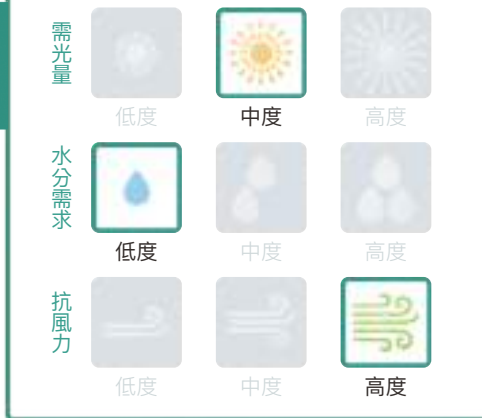 需光量
低度 中度 高度
水分需求
低度 中度 高度
抗風力
低度 中度 高度